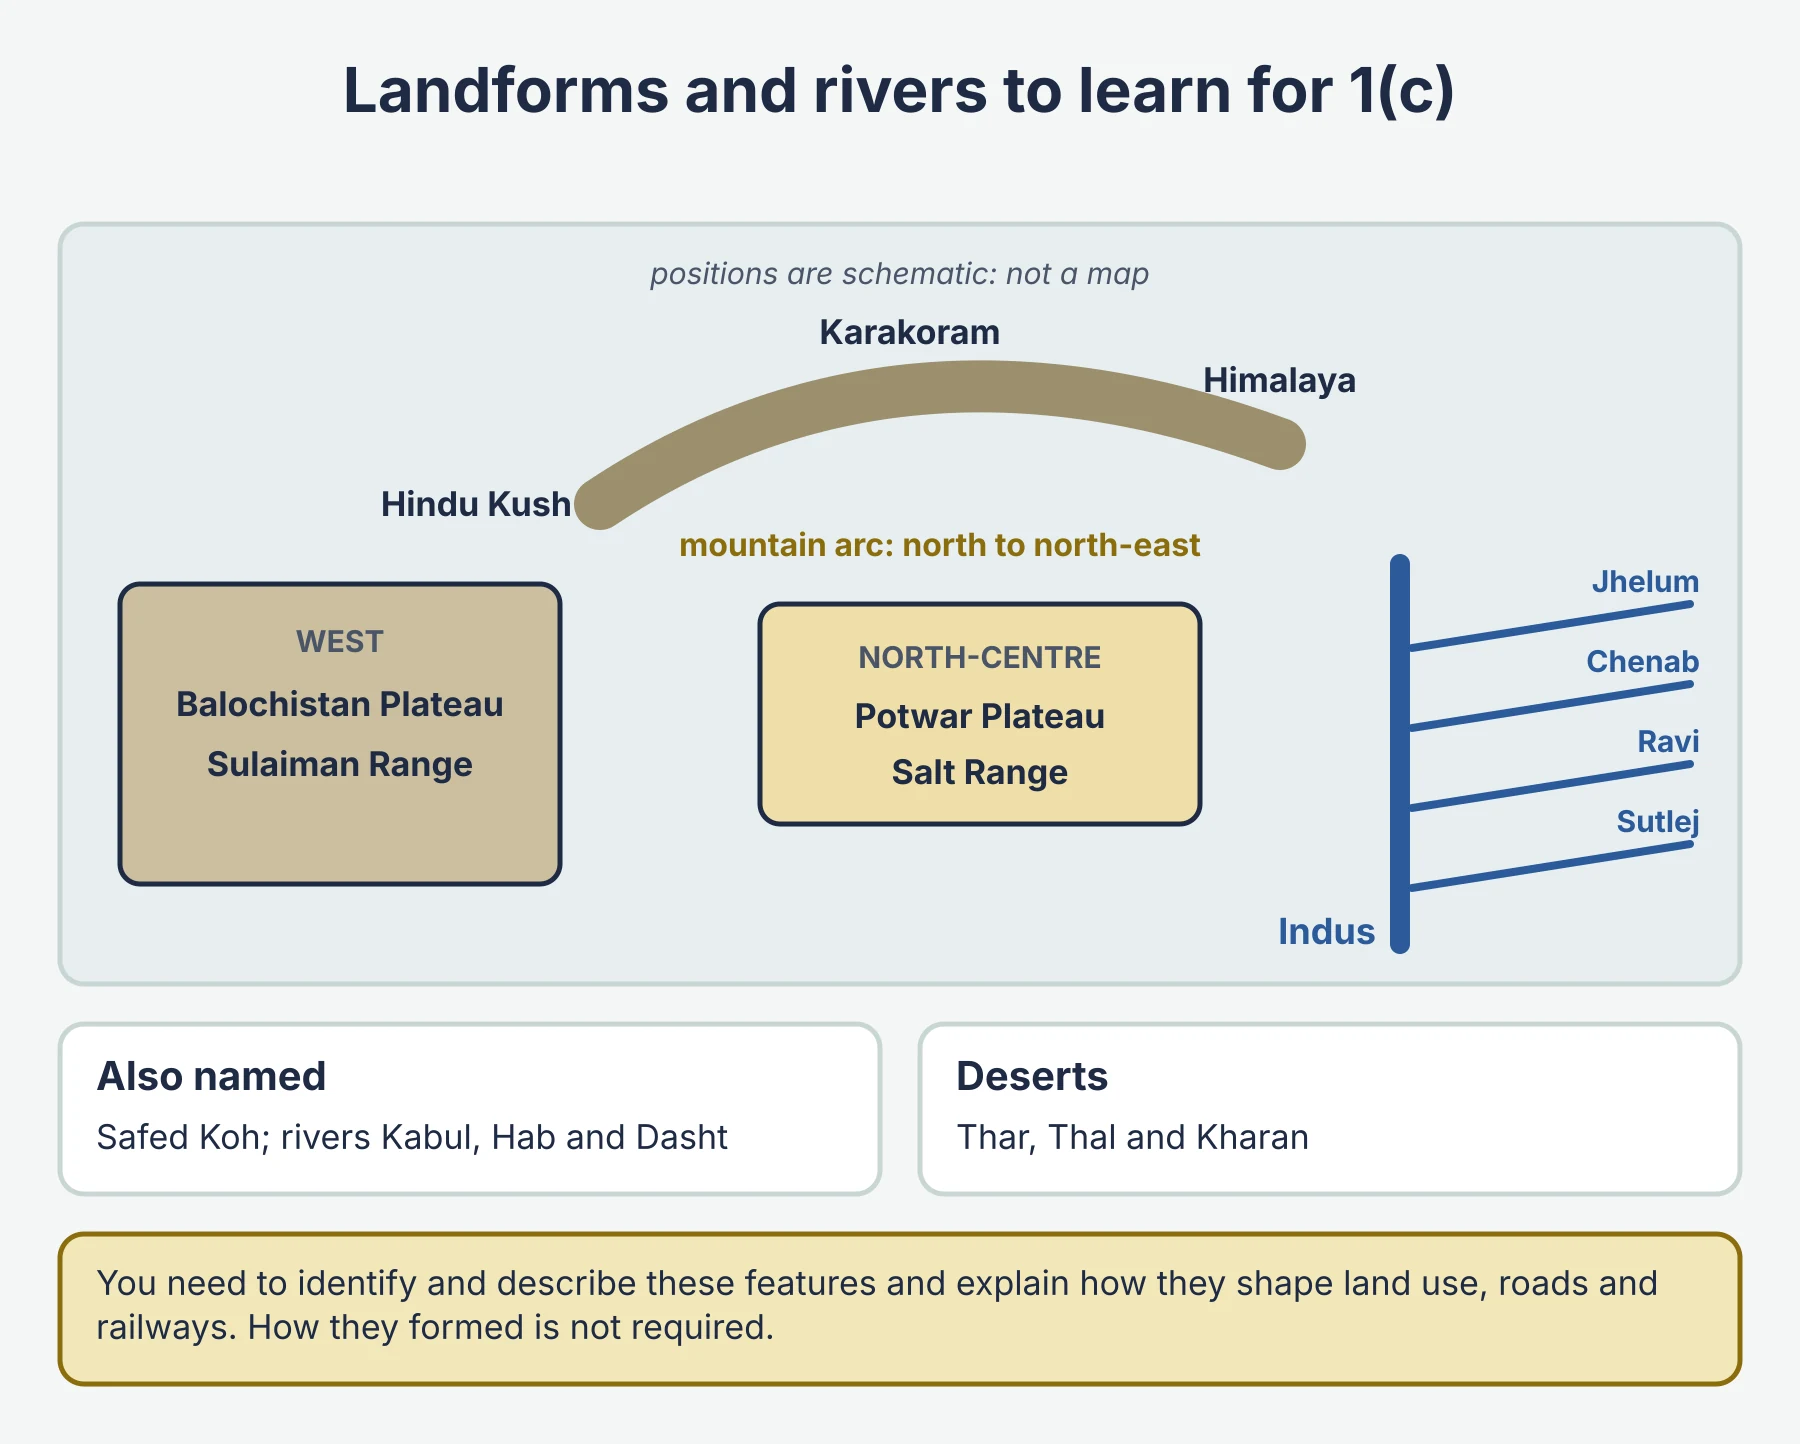 Landforms and rivers to learn for 1(c)
positions are schematic: not a map
Karakoram
Himalaya
Hindu Kush
mountain arc: north to north-east
WEST
Balochistan Plateau
Sulaiman Range
NORTH-CENTRE
Potwar Plateau
Salt Range
Jhelum
Chenab
Ravi
Sutlej
Indus
Also named
Safed Koh; rivers Kabul, Hab and Dasht
Deserts
Thar, Thal and Kharan
You need to identify and describe these features and explain how they shape land use, roads and
railways. How they formed is not required.